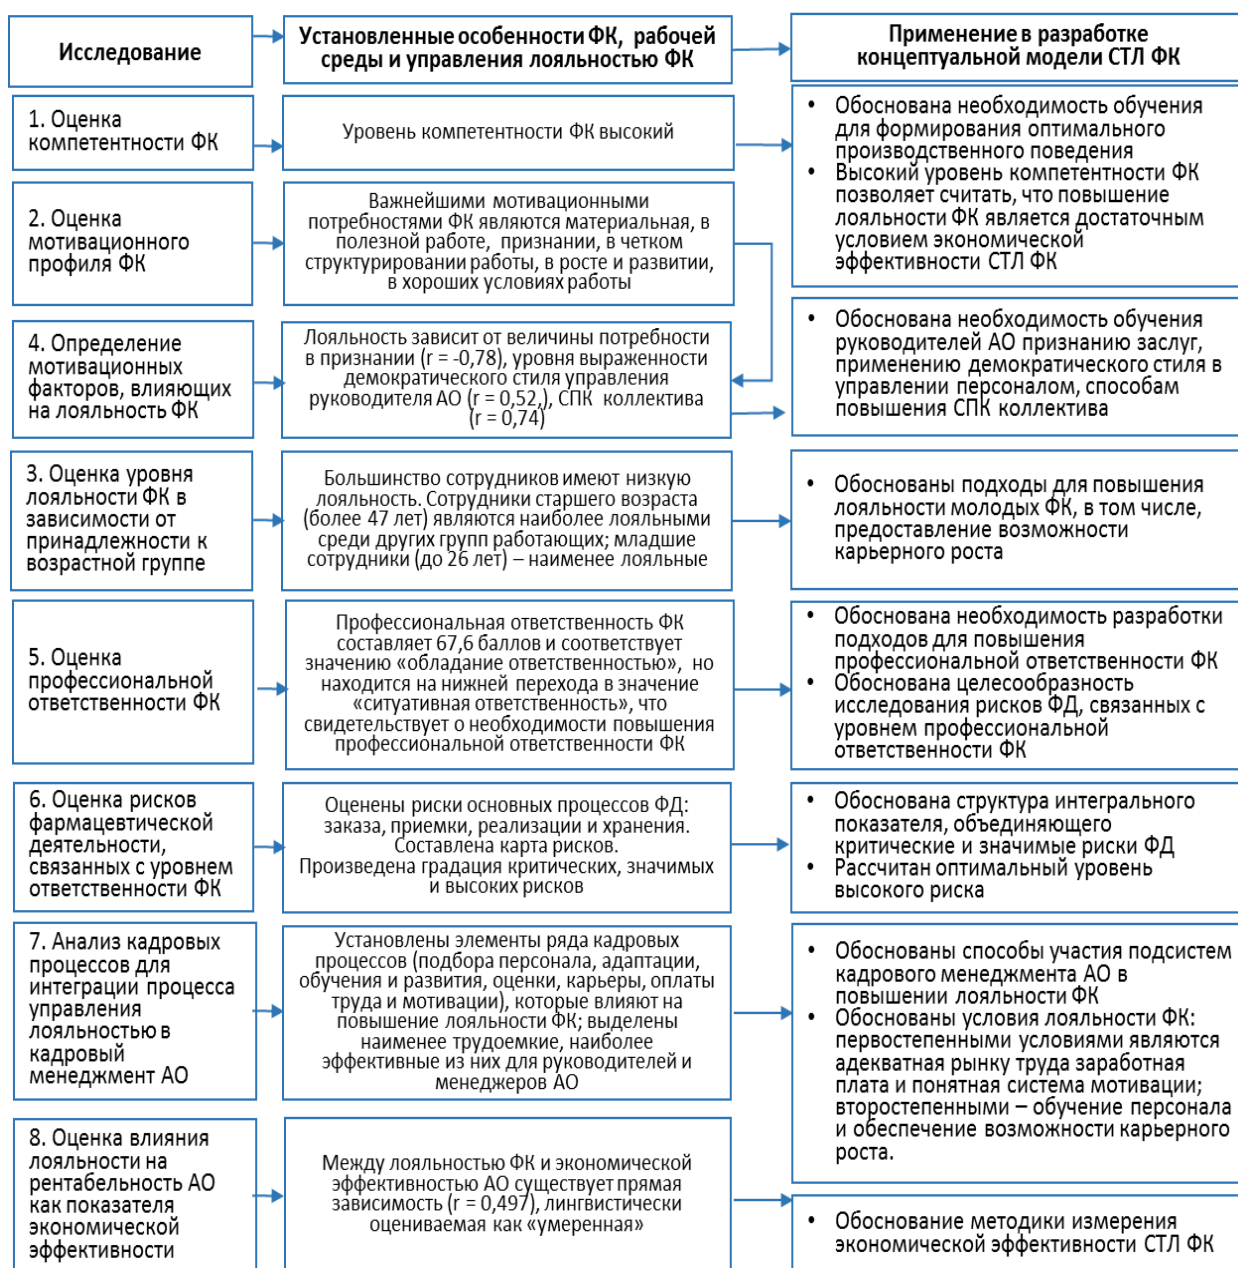 Исследование
Установленные особенности ФК, рабочей
среды и управления лояльностью ФК
Применение в разработке
концептуальной модели СТЛ ФК
1. Оценка
компетентности ФК
Уровень компетентности ФК высокий
• Обоснована необходимость обучения
для формирования оптимального
производственного поведения
• Высокий уровень компетентности ФК
позволяет считать, что повышение
лояльности ФК является достаточным
условием экономической
эффективности СТЛ ФК
2. Оценка
мотивационного
профиля ФК
Важнейшими мотивационными
потребностями ФК являются материальная, в
полезной работе, признании, в четком
структурировании работы, в росте и развитии,
в хороших условиях работы
4. Определение
мотивационных
факторов, влияющих
на лояльность ФК
Лояльность зависит от величины потребности
в признании (r = -0,78), уровня выраженности
демократического стиля управления
руководителя АО (r = 0,52,), СПК коллектива
(r = 0,74)
• Обоснована необходимость обучения
руководителей АО признанию заслуг,
применению демократического стиля в
управлении персоналом, способам
повышения СПК коллектива
3. Оценка уровня
лояльности ФК в
зависимости от
принадлежности к
возрастной группе
Большинство сотрудников имеют низкую
лояльность. Сотрудники старшего возраста
(более 47 лет) являются наиболее лояльными
среди других групп работающих; младшие
сотрудники (до 26 лет) – наименее лояльные
• Обоснованы подходы для повышения
лояльности молодых ФК, в том числе,
предоставление возможности
карьерного роста
5. Оценка
профессиональной
ответственности ФК
Профессиональная ответственность ФК
составляет 67,6 баллов и соответствует
значению «обладание ответственностью», но
находится на нижней перехода в значение
«ситуативная ответственность», что
свидетельствует о необходимости повышения
профессиональной ответственности ФК
• Обоснована необходимость разработки
подходов для повышения
профессиональной ответственности ФК
• Обоснована целесообразность
исследования рисков ФД, связанных с
уровнем профессиональной
ответственности ФК
6. Оценка рисков
фармацевтической
деятельности,
связанных с уровнем
ответственности ФК
Оценены риски основных процессов ФД:
заказа, приемки, реализации и хранения.
Составлена карта рисков.
Произведена градация критических, значимых
и высоких рисков
• Обоснована структура интегрального
показателя, объединяющего
критические и значимые риски ФД
• Рассчитан оптимальный уровень
высокого риска
7. Анализ кадровых
процессов для
интеграции процесса
управления
лояльностью в
кадровый
менеджмент АО
Установлены элементы ряда кадровых
процессов (подбора персонала, адаптации,
обучения и развития, оценки, карьеры, оплаты
труда и мотивации), которые влияют на
повышение лояльности ФК; выделены
наименее трудоемкие, наиболее
эффективные из них для руководителей и
менеджеров АО
• Обоснованы способы участия подсистем
кадрового менеджмента АО в
повышении лояльности ФК
• Обоснованы условия лояльности ФК:
первостепенными условиями являются
адекватная рынку труда заработная
плата и понятная система мотивации;
второстепенными – обучение персонала
и обеспечение возможности карьерного
роста.
8. Оценка влияния
лояльности на
рентабельность АО
как показателя
экономической
эффективности
Между лояльностью ФК и экономической
эффективностью АО существует прямая
зависимость (r = 0,497), лингвистически
оцениваемая как «умеренная»
• Обоснование методики измерения
экономической эффективности СТЛ ФК